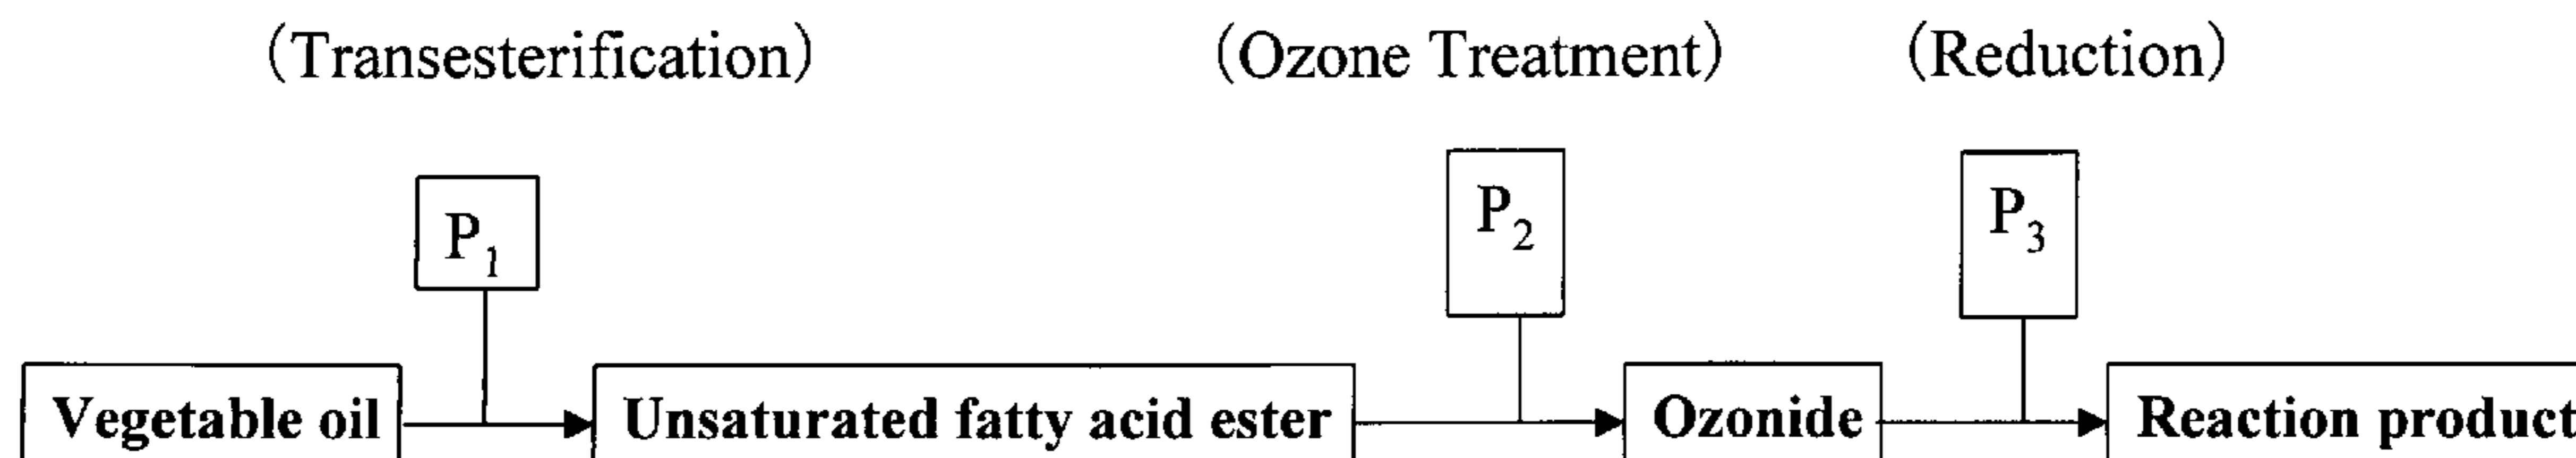 (Transesterification) (Ozone Treatment) (Reduction)
P₁ P₂ P₃
Vegetable oil Unsaturated fatty acid ester Ozonide Reaction product